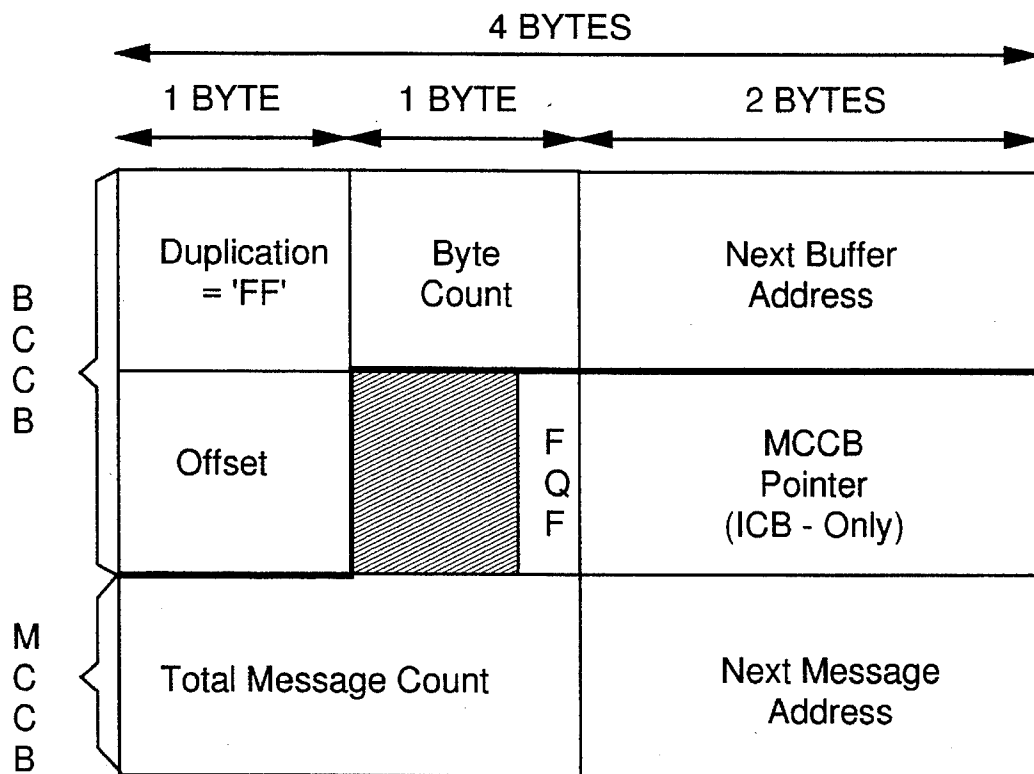 4 BYTES
1 BYTE
1 BYTE
2 BYTES
Duplication
= 'FF'
Byte
Count
Next Buffer
Address
B
C
C
B
Offset
F
Q
F
MCCB
Pointer
(ICB - Only)
M
C
C
B
Total Message Count
Next Message
Address